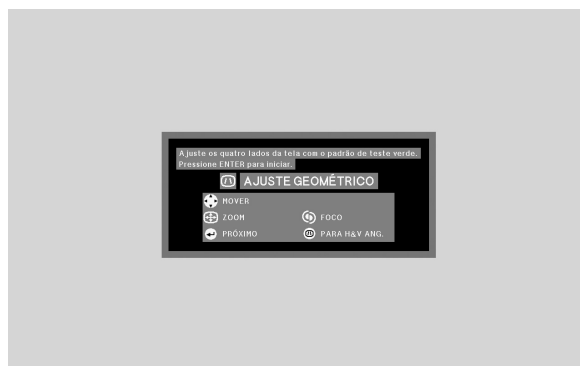 Ajuste os quatro lados da tela com o padrão de teste verde.
Pressione ENTER para iniciar.
AJUSTE GEOMÉTRICO
MOVER
ZOOM FOCO
PRÓXIMO PARA H&V ANG.